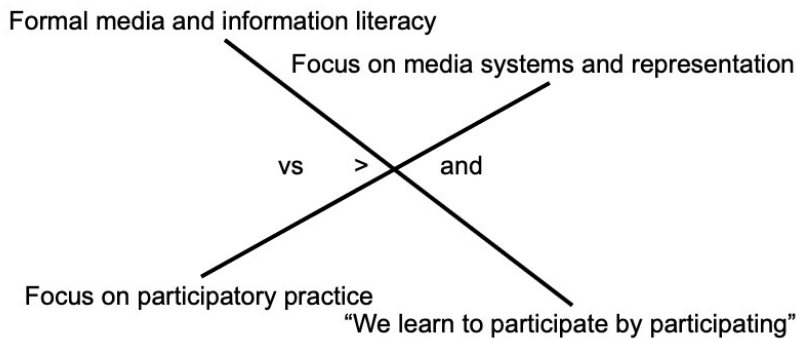 Formal media and information literacy
Focus on media systems and representation
vs > and
Focus on participatory practice
“We learn to participate by participating”